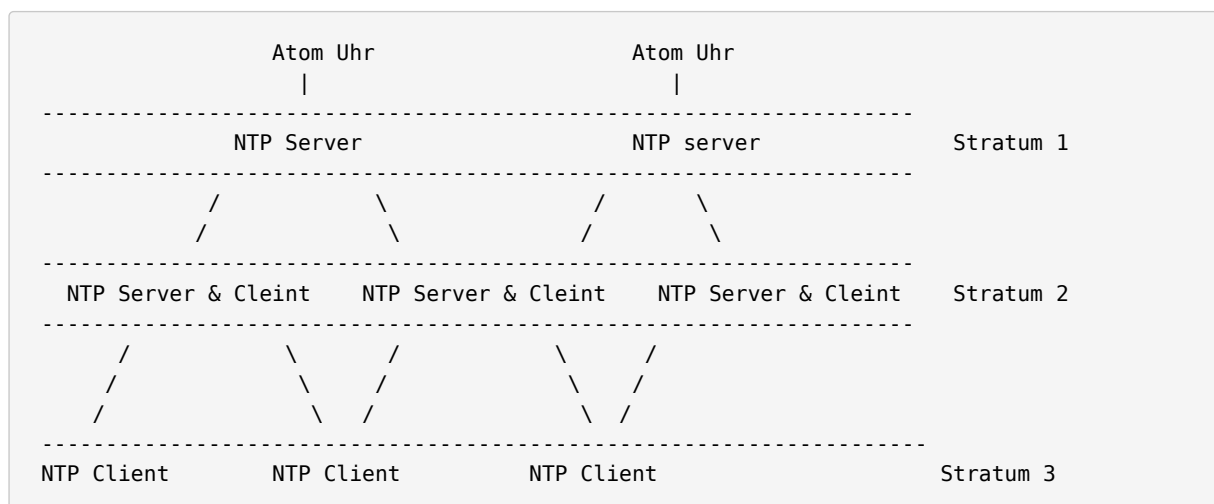 Atom Uhr Atom Uhr
| |
--------------------------------------------------------------------
NTP Server NTP server Stratum 1
--------------------------------------------------------------------
/ \ / \
/ \ / \
--------------------------------------------------------------------
NTP Server & Cleint NTP Server & Cleint NTP Server & Cleint Stratum 2
--------------------------------------------------------------------
/ \ / \ /
/ \ / \ /
/ \ / \ /
---------------------------------------------------------------------
NTP Client NTP Client NTP Client Stratum 3